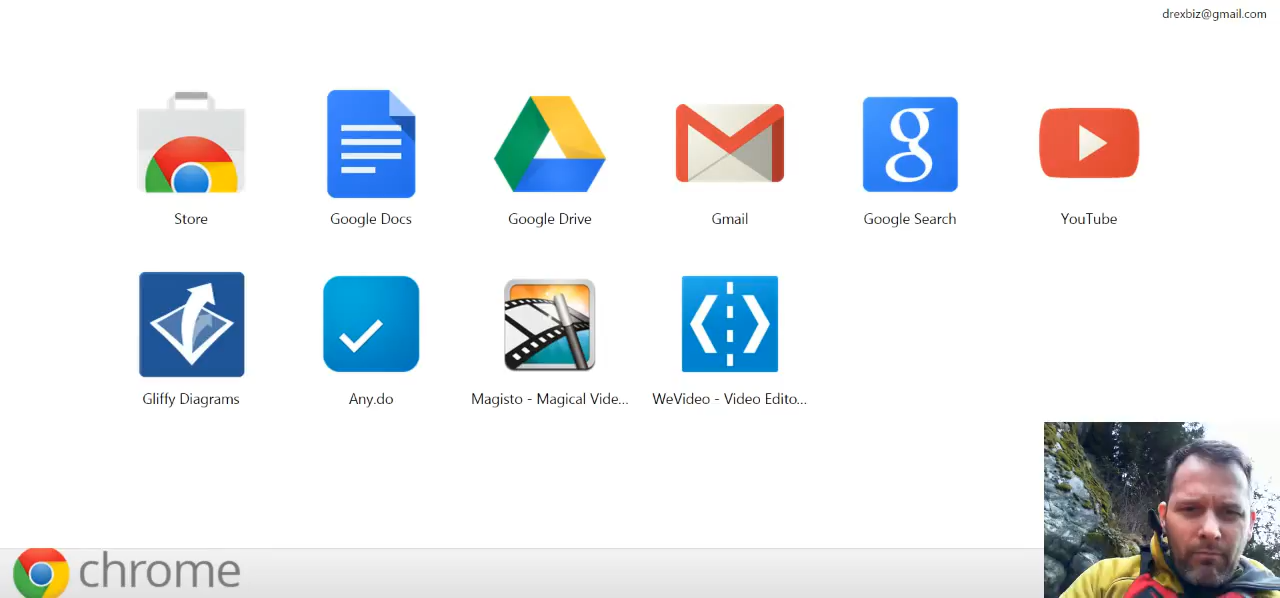 drexbiz@gmail.com
Store
Google Docs
Google Drive
Gmail
g
Google Search
YouTube
Gliffy Diagrams
Any.do
Magisto - Magical Vide...
WeVideo - Video Edito...
chrome